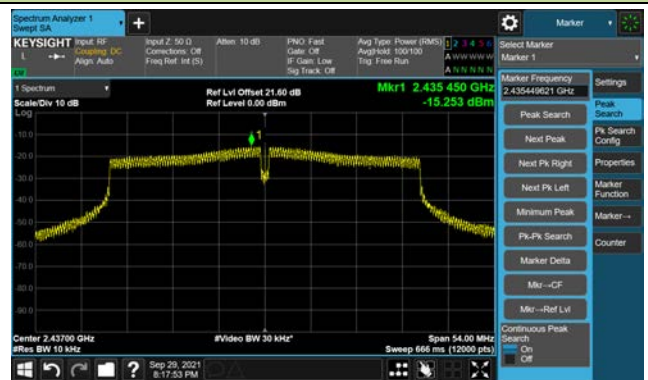 Spectrum Analyzer 1
Swept SA
Marker
KEYSIGHT
L
Input: RF
Coupling: DC
Align: Auto
Input Z: 50 Ω
Corrections: Off
Freq Ref: Int (S)
Atten: 10 dB
PNO: Fast
Gate: Off
IF Gain: Low
Sig Track: Off
Avg Type: Power (RMS)
Avg|Hold: 100/100
Trig: Free Run
1 2 3 4 5 6
A W W W W W
A N N N N N
Select Marker
Marker 1
1 Spectrum
Scale/Div 10 dB
Log
Ref Lvl Offset 21.60 dB
Ref Level 0.00 dBm
Mkr1 2.435 450 GHz
-15.253 dBm
1
-10.0
-20.0
-30.0
-40.0
-50.0
-60.0
-70.0
-80.0
-90.0
Center 2.43700 GHz
#Res BW 10 kHz
#Video BW 30 kHz*
Span 54.00 MHz
Sweep 666 ms (12000 pts)
Marker Frequency
2.435449621 GHz
Peak Search
Next Peak
Next Pk Right
Next Pk Left
Minimum Peak
Pk-Pk Search
Marker Delta
Mkr→CF
Mkr→Ref Lvl
Continuous Peak
Search
On
Off
Settings
Peak
Search
Pk Search
Config
Properties
Marker
Function
Marker→
Counter
?
Sep 29, 2021
8:17:53 PM